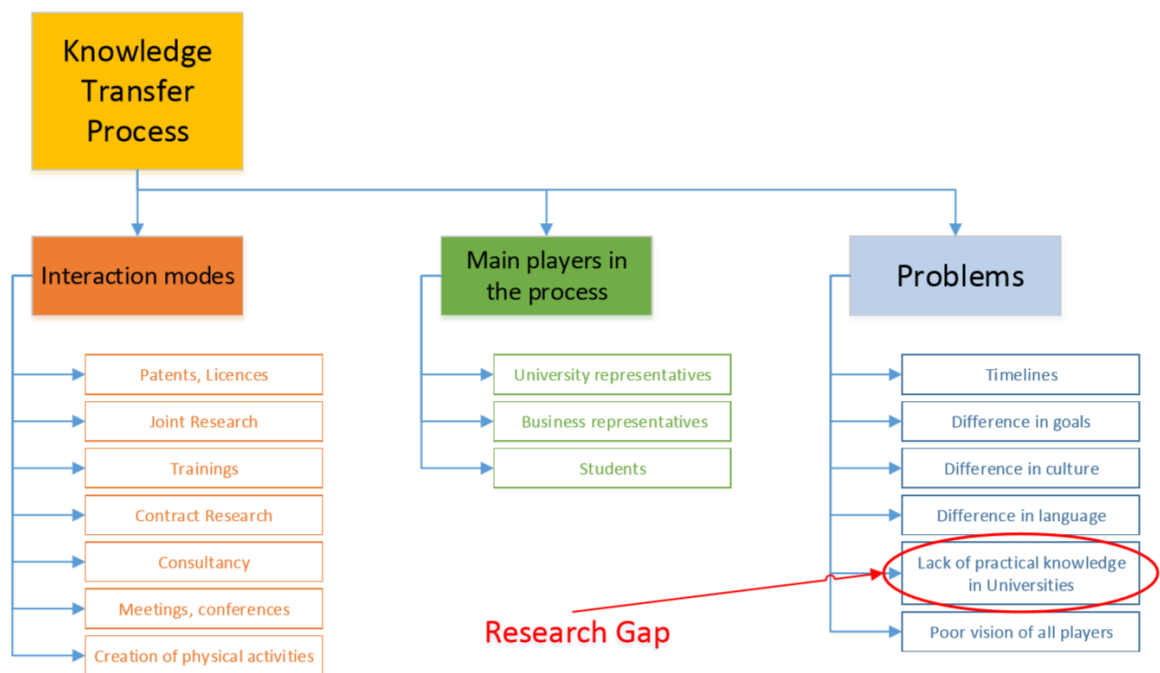 Knowledge
Transfer
Process
Interaction modes
Patents, Licences
Joint Research
Trainings
Contract Research
Consultancy
Meetings, conferences
Creation of physical activities
Main players in
the process
University representatives
Business representatives
Students
Problems
Timelines
Difference in goals
Difference in culture
Difference in language
Lack of practical knowledge
in Universities
Poor vision of all players
Research Gap